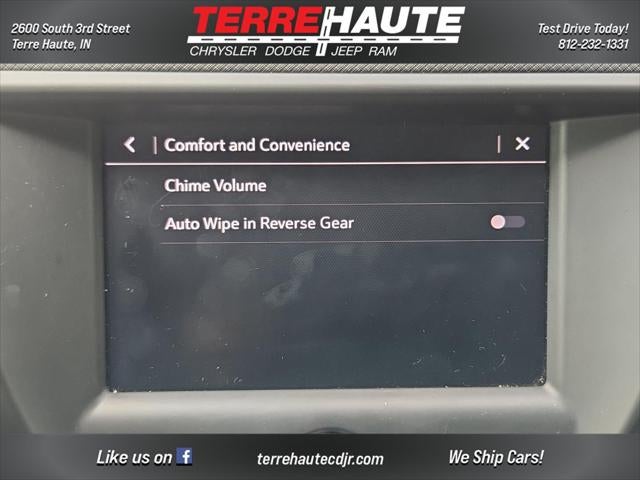 2600 South 3rd Street
Terre Haute, IN
TERRE HAUTE
CHRYSLER DODGE JEEP RAM
Test Drive Today!
812-232-1331
Comfort and Convenience
Chime Volume
Auto Wipe in Reverse Gear
Like us on f
terrehautecdjr.com
We Ship Cars!